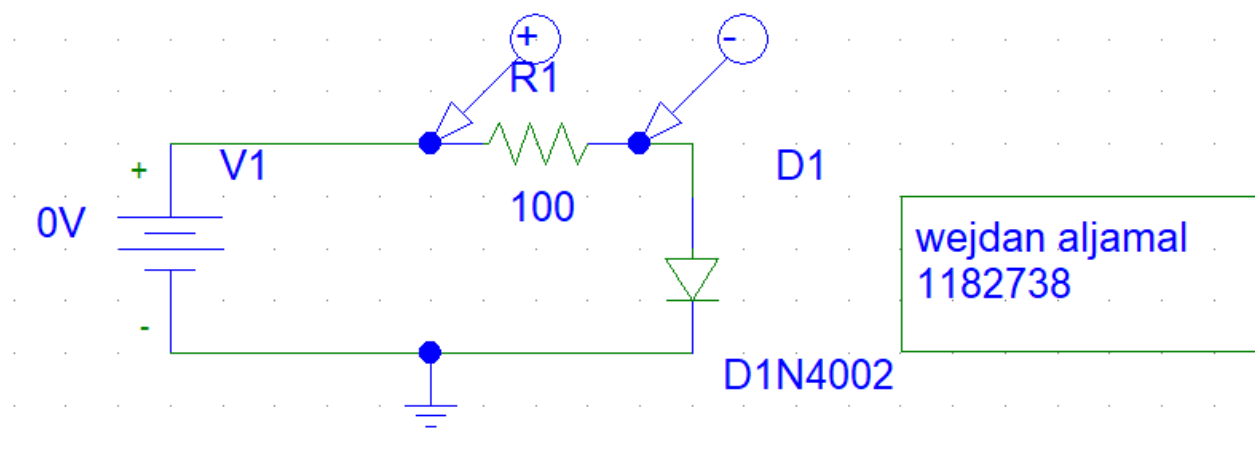 +
-
R1
+
V1
D1
0V
100
wejdan aljamal
1182738
-
D1N4002